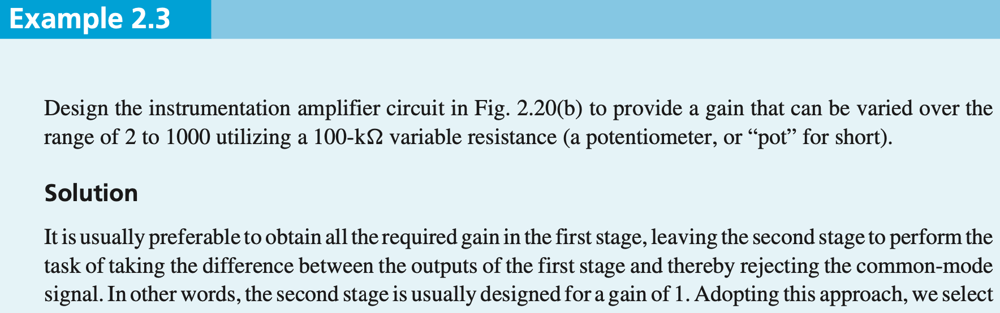 Example 2.3
Design the instrumentation amplifier circuit in Fig. 2.20(b) to provide a gain that can be varied over the
range of 2 to 1000 utilizing a 100-kΩ variable resistance (a potentiometer, or “pot” for short).
Solution
It is usually preferable to obtain all the required gain in the first stage, leaving the second stage to perform the
task of taking the difference between the outputs of the first stage and thereby rejecting the common-mode
signal. In other words, the second stage is usually designed for a gain of 1. Adopting this approach, we select